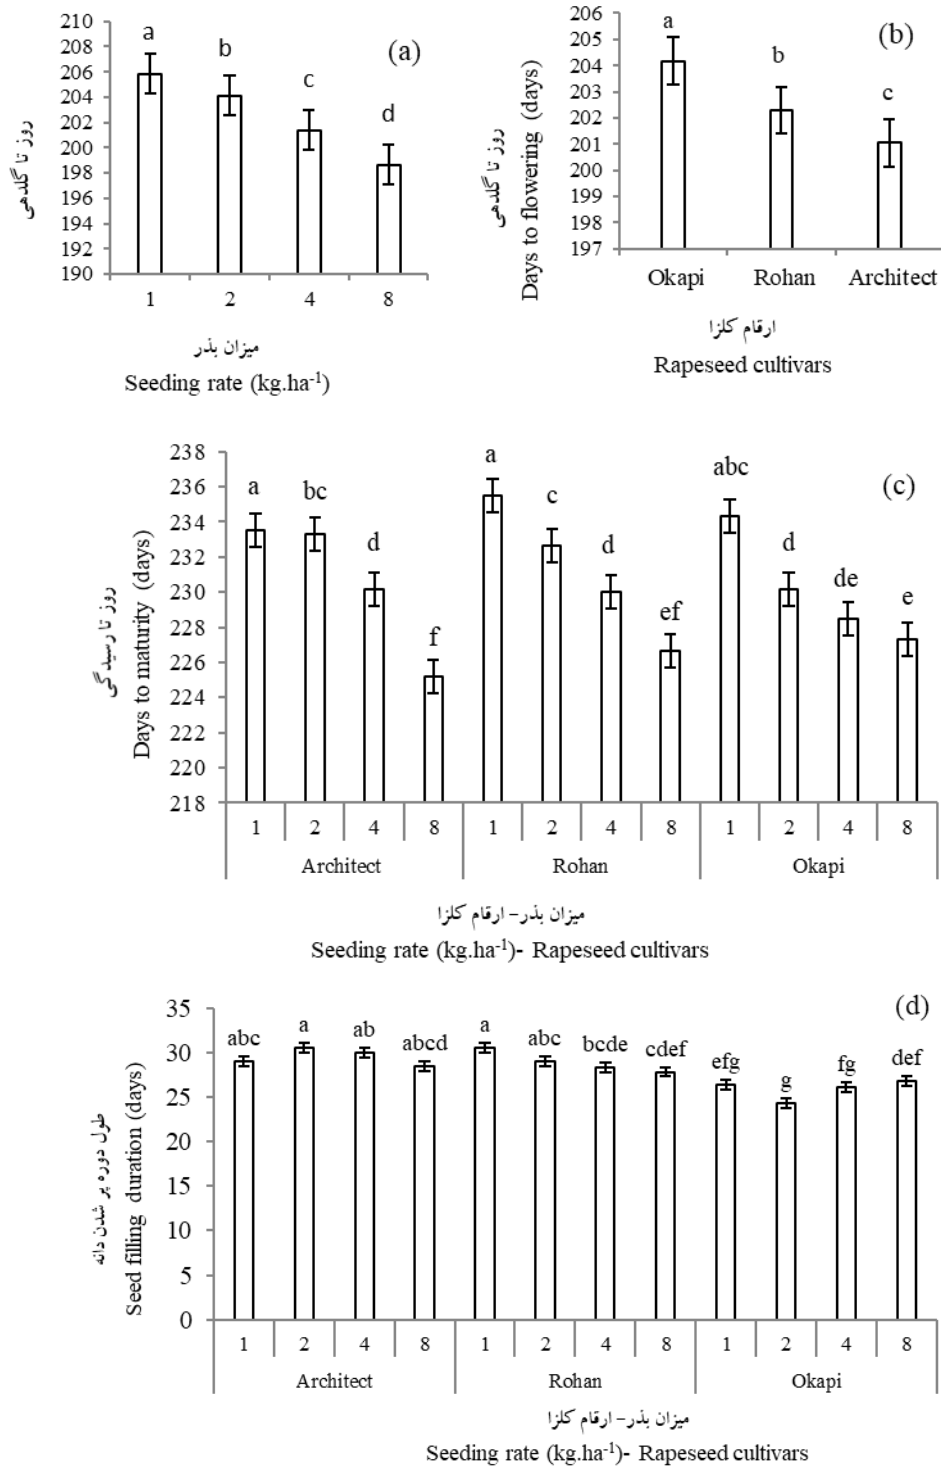 (a)
210
208
206
204
202
200
198
196
194
192
190
a
b
c
d
روز تا گلدهی
1 2 4 8
میزان بذر
Seeding rate (kg.ha-1)
(b)
206
205
204
203
202
201
200
199
198
197
a
b
c
روز تا گلدهی
Days to flowering (days)
Okapi Rohan Architect
ارقام کلزا
Rapeseed cultivars
(c)
238
236
234
232
230
228
226
224
222
220
218
a bc d f a c d ef abc d de e
روز تا رسیدگی
Days to maturity (days)
1 2 4 8 1 2 4 8 1 2 4 8
Architect Rohan Okapi
میزان بذر- ارقام کلزا
Seeding rate (kg.ha-1)- Rapeseed cultivars
(d)
35
30
25
20
15
10
5
0
abc a ab abcd a abc bcde cdef efg g fg def
طول دوره پر شدن دانه
Seed filling duration (days)
1 2 4 8 1 2 4 8 1 2 4 8
Architect Rohan Okapi
میزان بذر- ارقام کلزا
Seeding rate (kg.ha-1)- Rapeseed cultivars